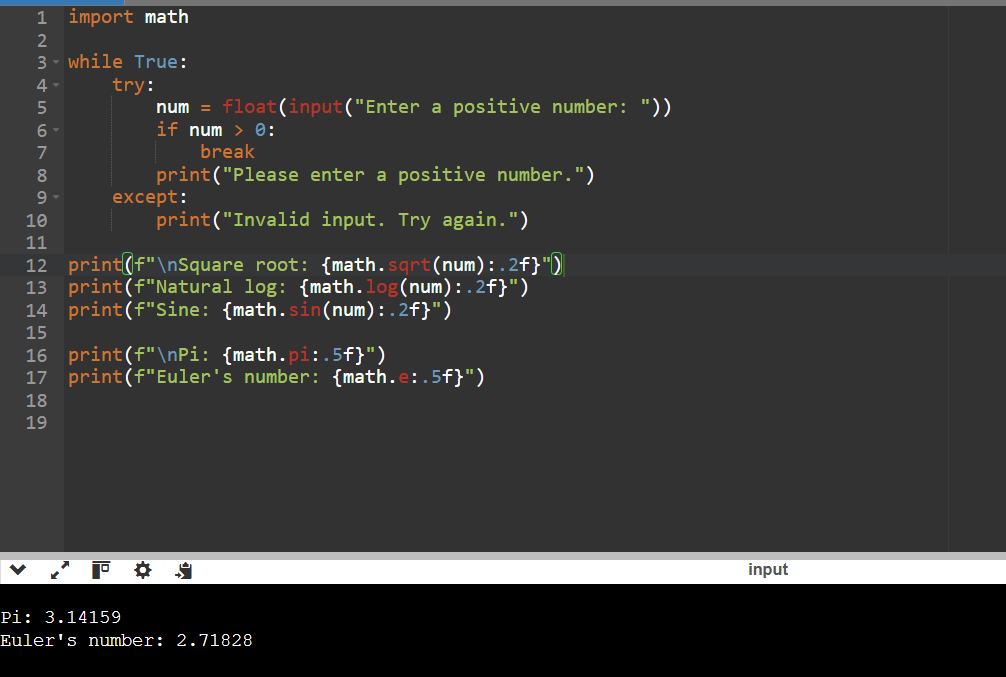 1 import math
2
3 while True:
4     try:
5         num = float(input("Enter a positive number: "))
6         if num > 0:
7             break
8         print("Please enter a positive number.")
9     except:
10         print("Invalid input. Try again.")
11
12 print(f"\nSquare root: {math.sqrt(num):.2f}")
13 print(f"Natural log: {math.log(num):.2f}")
14 print(f"Sine: {math.sin(num):.2f}")
15
16 print(f"\nPi: {math.pi:.5f}")
17 print(f"Euler's number: {math.e:.5f}")
18
19
input
Pi: 3.14159
Euler's number: 2.71828